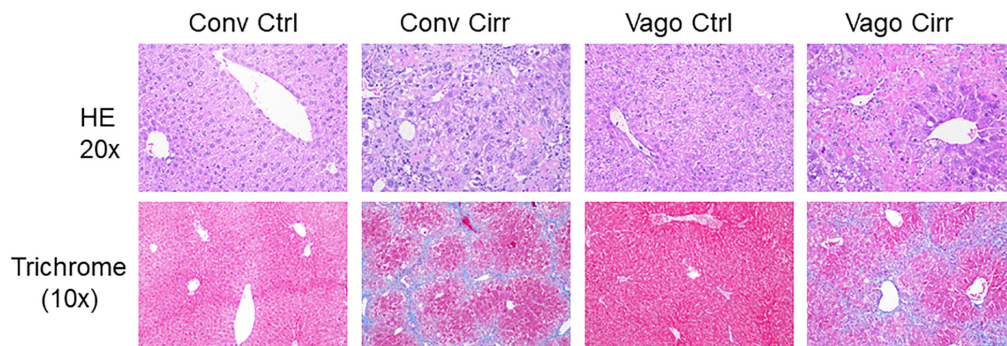 Conv Ctrl
Conv Cirr
Vago Ctrl
Vago Cirr
HE
20x
Trichrome
(10x)